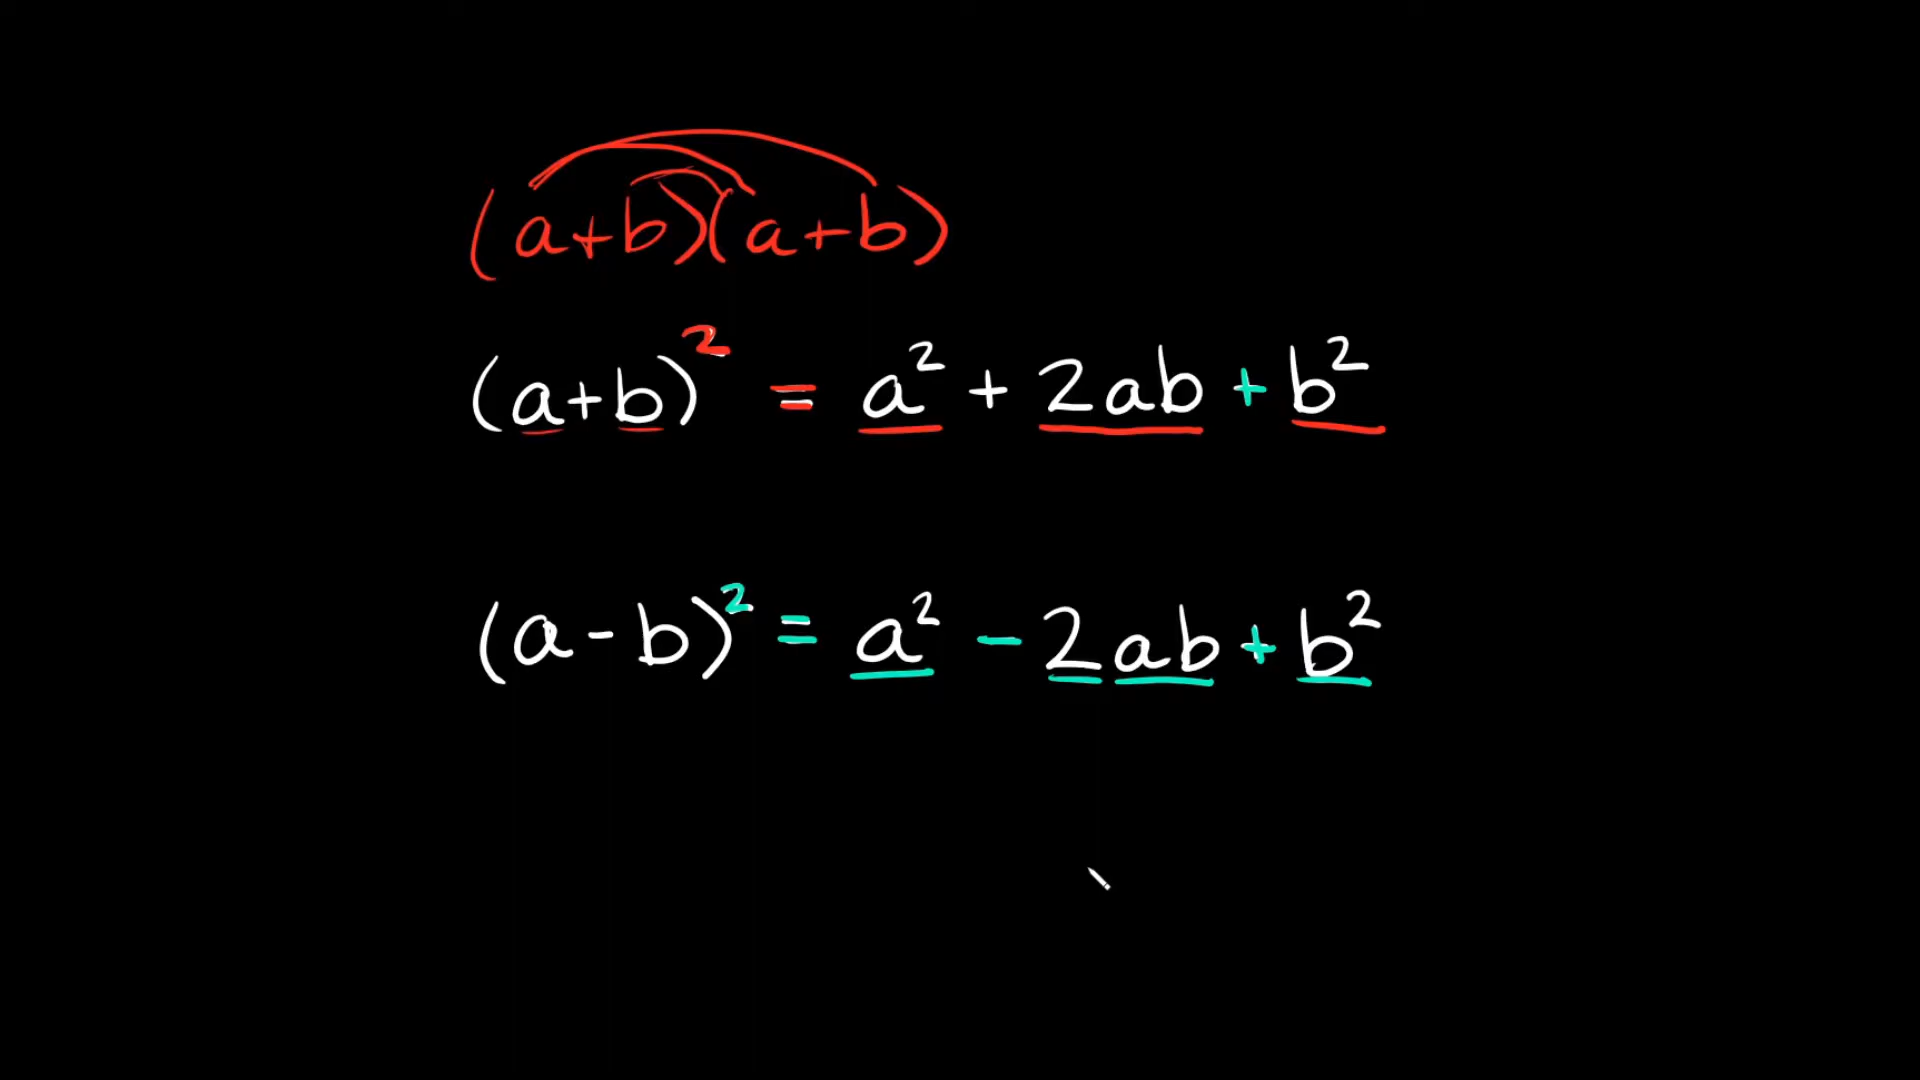 (a+b)(a+b)
(a+b)² = a² + 2ab + b²
(a-b)² = a² - 2ab + b²